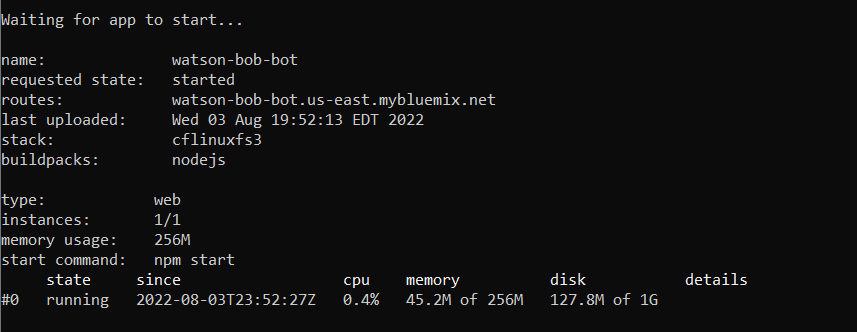 Waiting for app to start...
name: watson-bob-bot
requested state: started
routes: watson-bob-bot.us-east.mybluemix.net
last uploaded: Wed 03 Aug 19:52:13 EDT 2022
stack: cflinuxfs3
buildpacks: nodejs
type: web
instances: 1/1
memory usage: 256M
start command: npm start
state since cpu memory disk details
#0 running 2022-08-03T23:52:27Z 0.4% 45.2M of 256M 127.8M of 1G